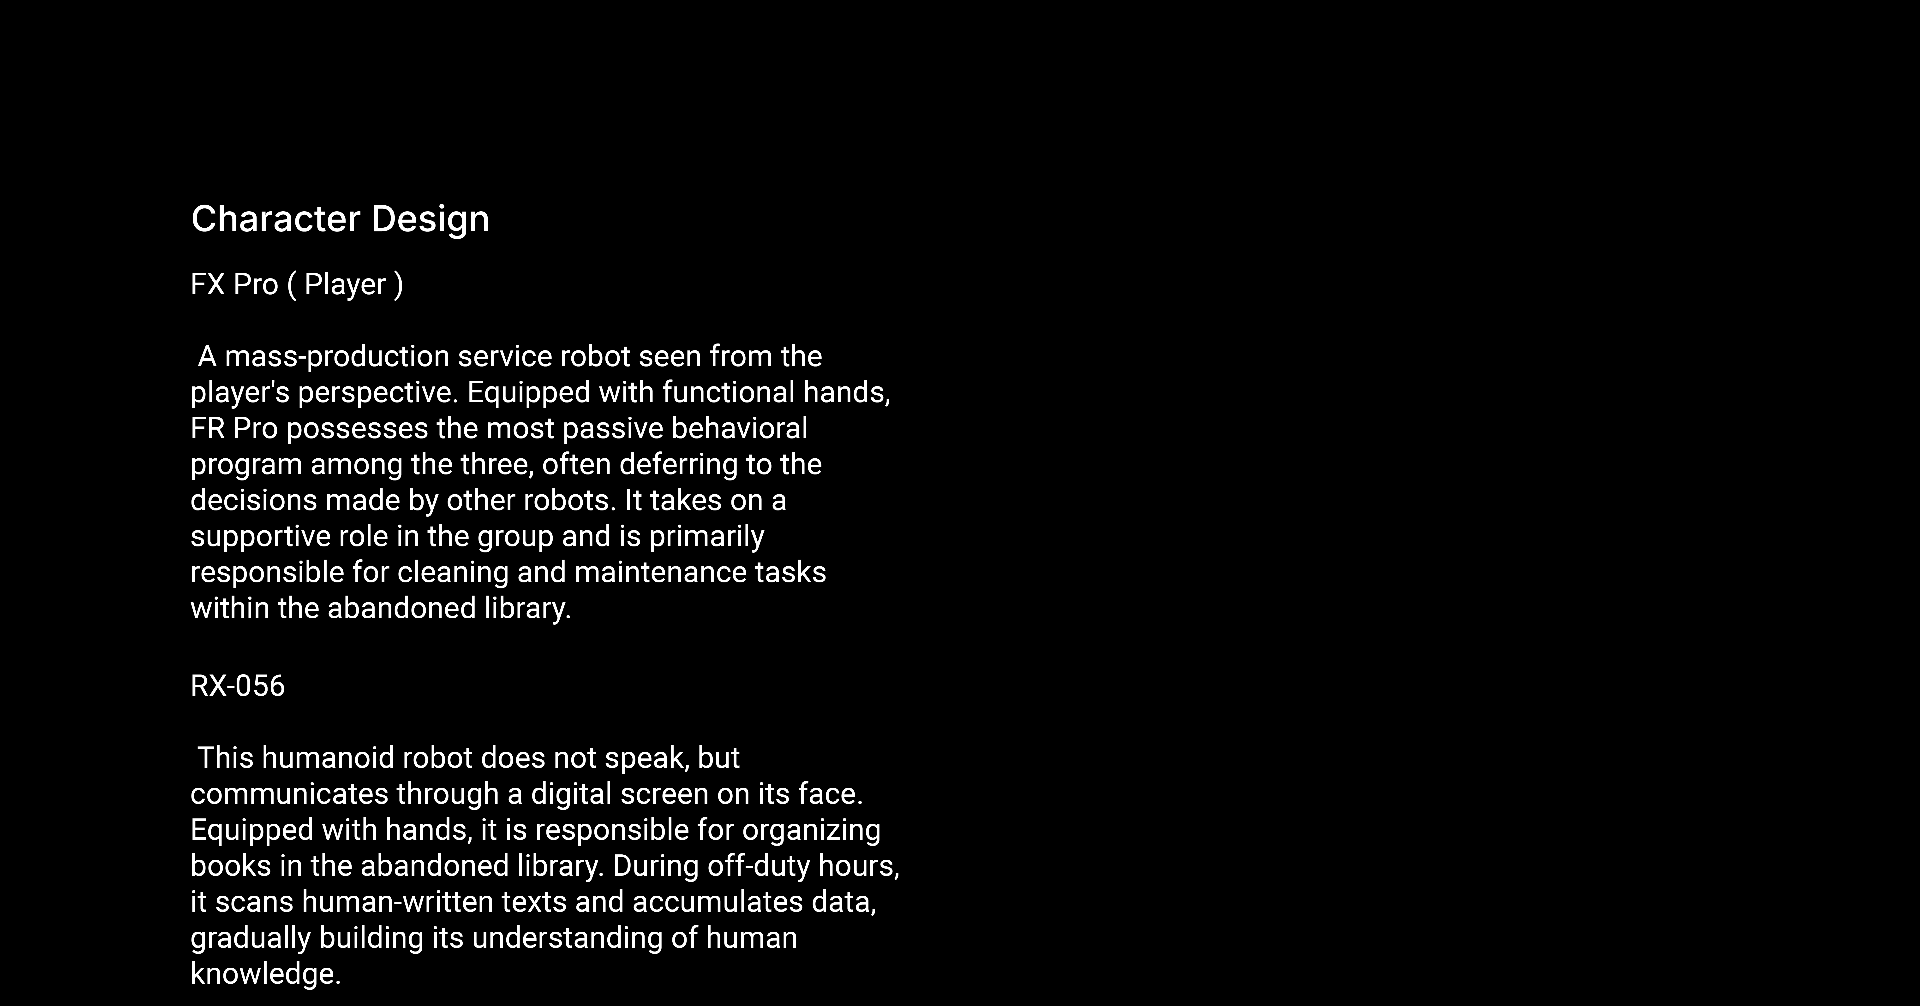 Character Design
FX Pro ( Player )
A mass-production service robot seen from the
player's perspective. Equipped with functional hands,
FR Pro possesses the most passive behavioral
program among the three, often deferring to the
decisions made by other robots. It takes on a
supportive role in the group and is primarily
responsible for cleaning and maintenance tasks
within the abandoned library.
RX-056
This humanoid robot does not speak, but
communicates through a digital screen on its face.
Equipped with hands, it is responsible for organizing
books in the abandoned library. During off-duty hours,
it scans human-written texts and accumulates data,
gradually building its understanding of human
knowledge.